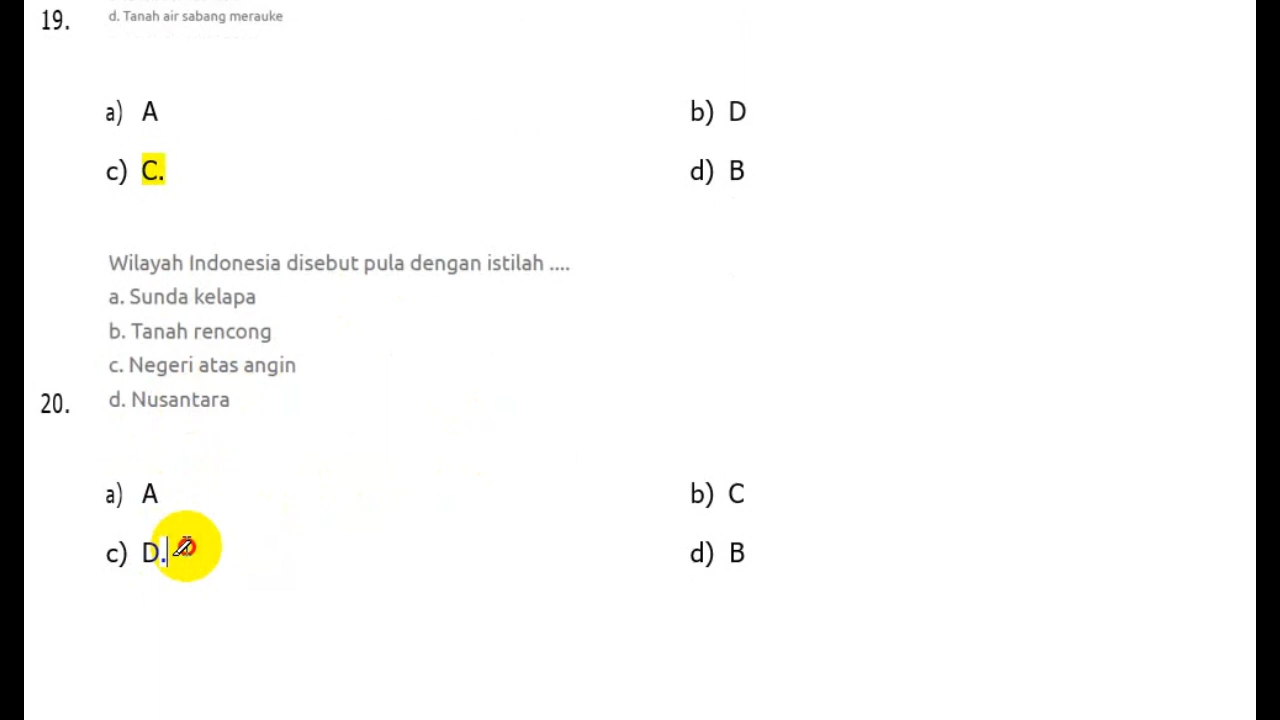 d. Tanah air sabang merauke
19.
a) A
b) D
c) C.
d) B
Wilayah Indonesia disebut pula dengan istilah ....
a. Sunda kelapa
b. Tanah rencong
c. Negeri atas angin
d. Nusantara
20.
a) A
b) C
c) D.
d) B